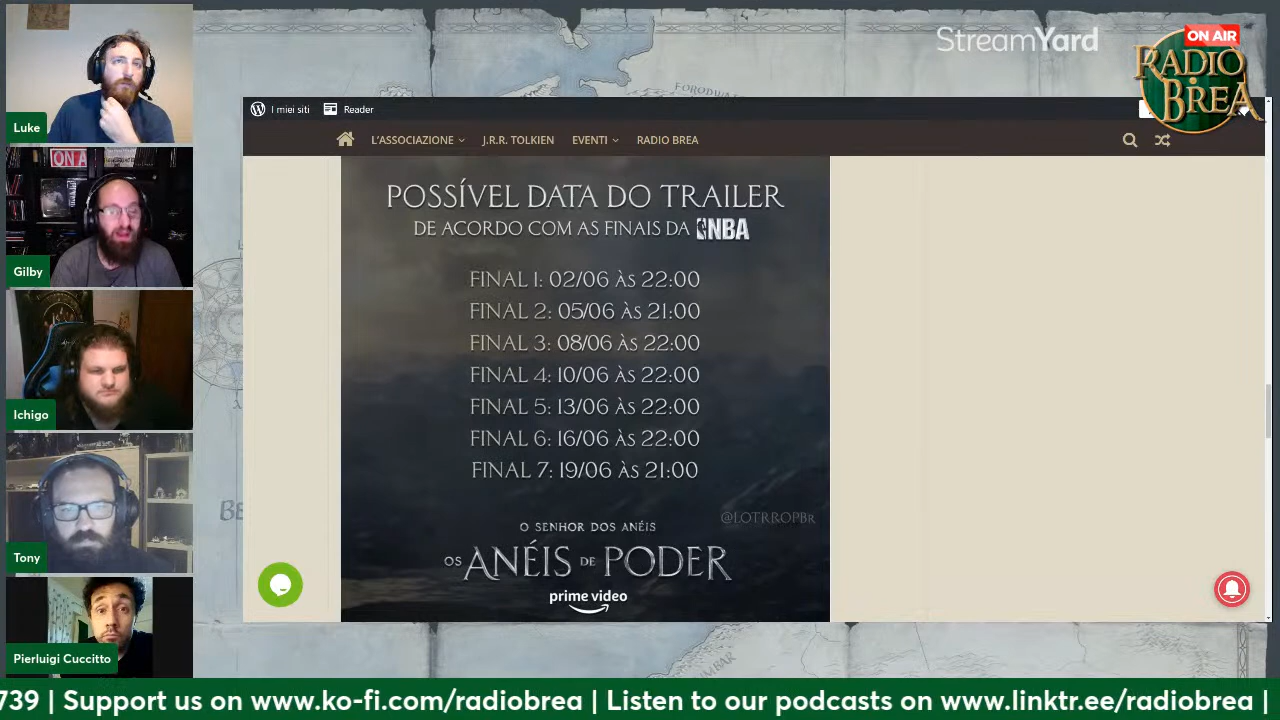 StreamYard
ON AIR
RADIO
BREA
FORODWA
I miei siti
Reader
L'ASSOCIAZIONE
J.R.R. TOLKIEN
EVENTI
RADIO BREA
POSSÍVEL DATA DO TRAILER
DE ACORDO COM AS FINAIS DA NBA
FINAL 1: 02/06 ÀS 22:00
FINAL 2: 05/06 ÀS 21:00
FINAL 3: 08/06 ÀS 22:00
FINAL 4: 10/06 ÀS 22:00
FINAL 5: 13/06 ÀS 22:00
FINAL 6: 16/06 ÀS 22:00
FINAL 7: 19/06 ÀS 21:00
@LOTRROPBR
O SENHOR DOS ANÉIS
OS ANÉIS DE PODER
prime video
Luke
ON A
Gilby
Ichigo
Tony
Pierluigi Cuccitto
739 | Support us on www.ko-fi.com/radiobrea | Listen to our podcasts on www.linktr.ee/radiobrea |